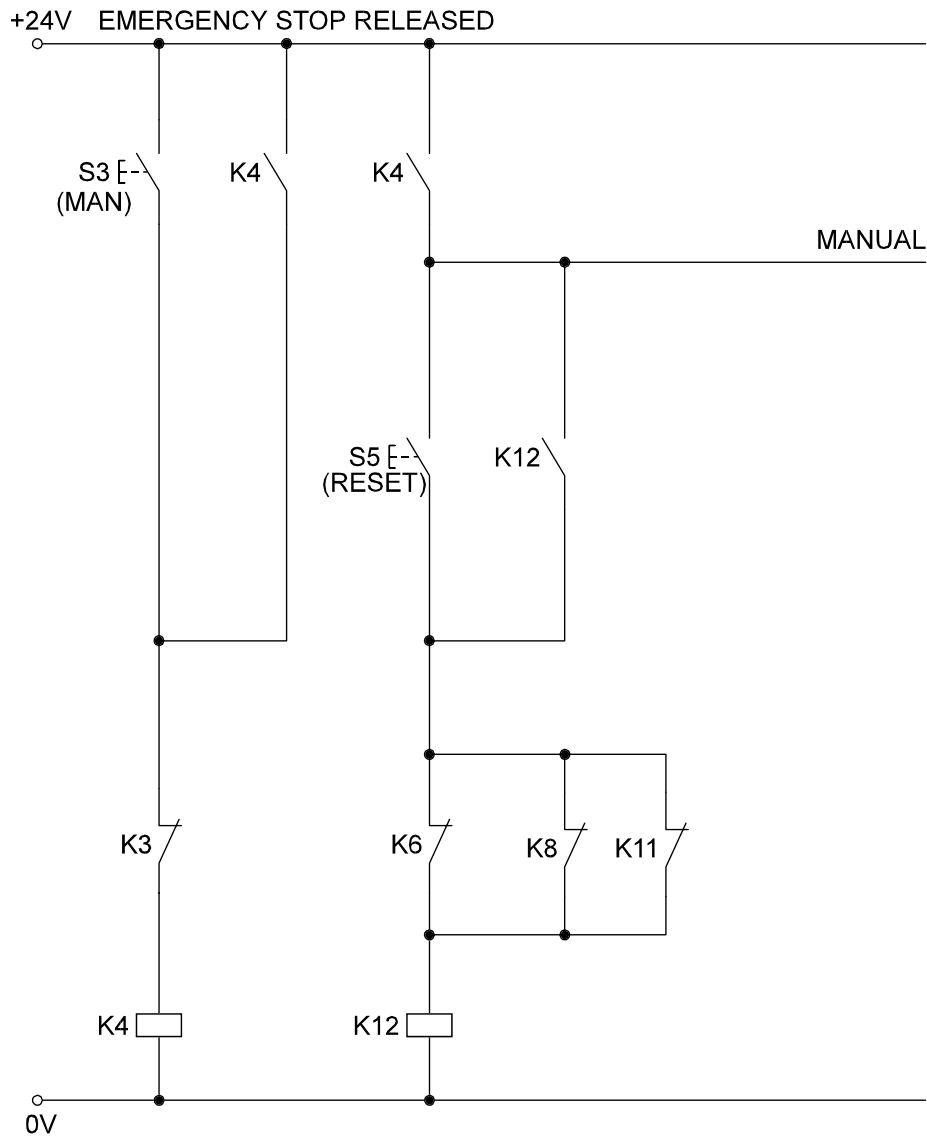 +24V EMERGENCY STOP RELEASED
S3
(MAN)
K4
K4
MANUAL
S5
(RESET)
K12
K3
K6
K8
K11
K4
K12
0V